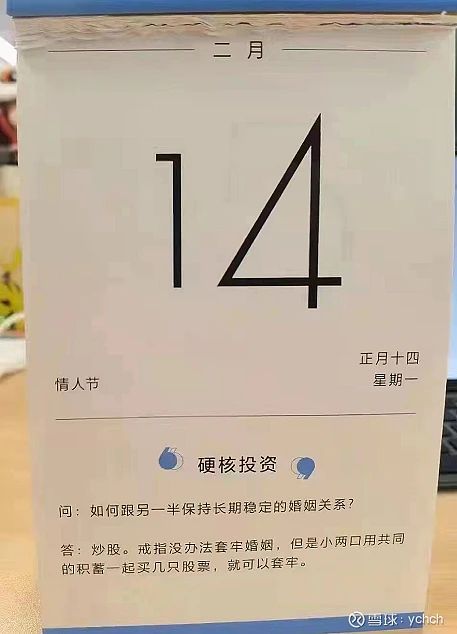 二月
14
正月十四
情人节
星期一
硬核投资
问：如何跟另一半保持长期稳定的婚姻关系？
答：炒股。戒指没办法套牢婚姻，但是小两口用共同
的积蓄一起买几只股票，就可以套牢。
雪球：ychch